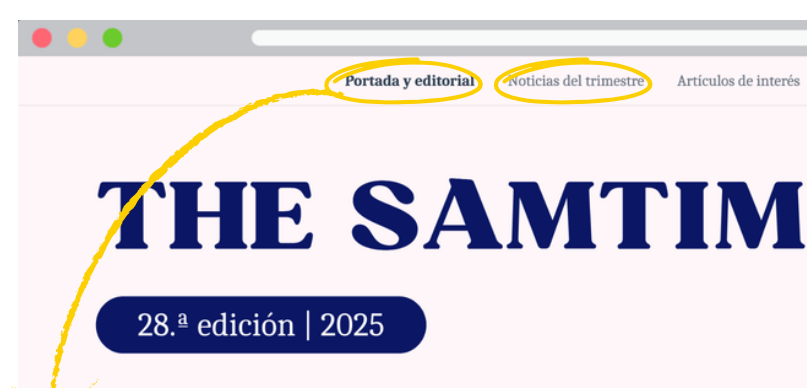 Portada y editorial Noticias del trimestre Artículos de interés
THE SAMTIM
28.ª edición | 2025